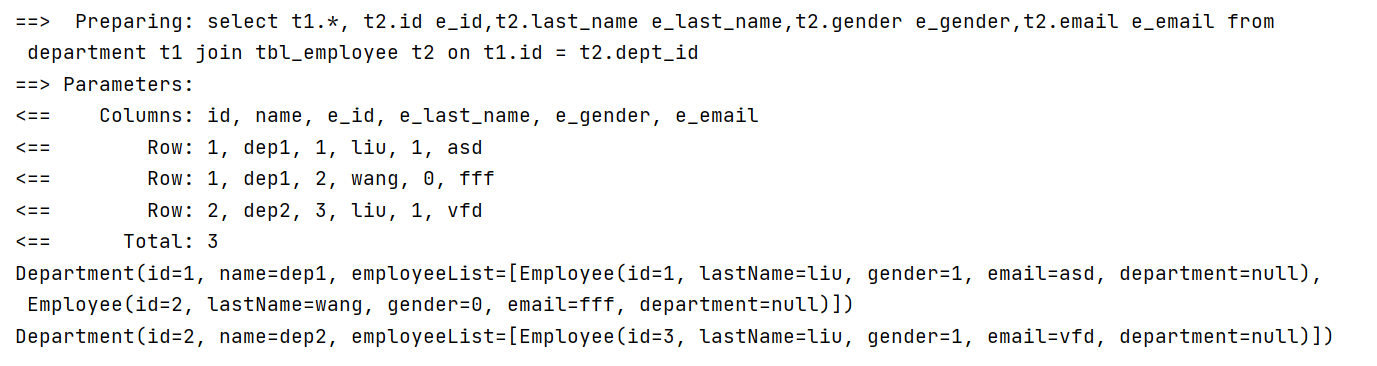 ==>  Preparing: select t1.*, t2.id e_id,t2.last_name e_last_name,t2.gender e_gender,t2.email e_email from
 department t1 join tbl_employee t2 on t1.id = t2.dept_id
==> Parameters:
<==    Columns: id, name, e_id, e_last_name, e_gender, e_email
<==        Row: 1, dep1, 1, liu, 1, asd
<==        Row: 1, dep1, 2, wang, 0, fff
<==        Row: 2, dep2, 3, liu, 1, vfd
<==      Total: 3
Department(id=1, name=dep1, employeeList=[Employee(id=1, lastName=liu, gender=1, email=asd, department=null),
 Employee(id=2, lastName=wang, gender=0, email=fff, department=null)])
Department(id=2, name=dep2, employeeList=[Employee(id=3, lastName=liu, gender=1, email=vfd, department=null)])